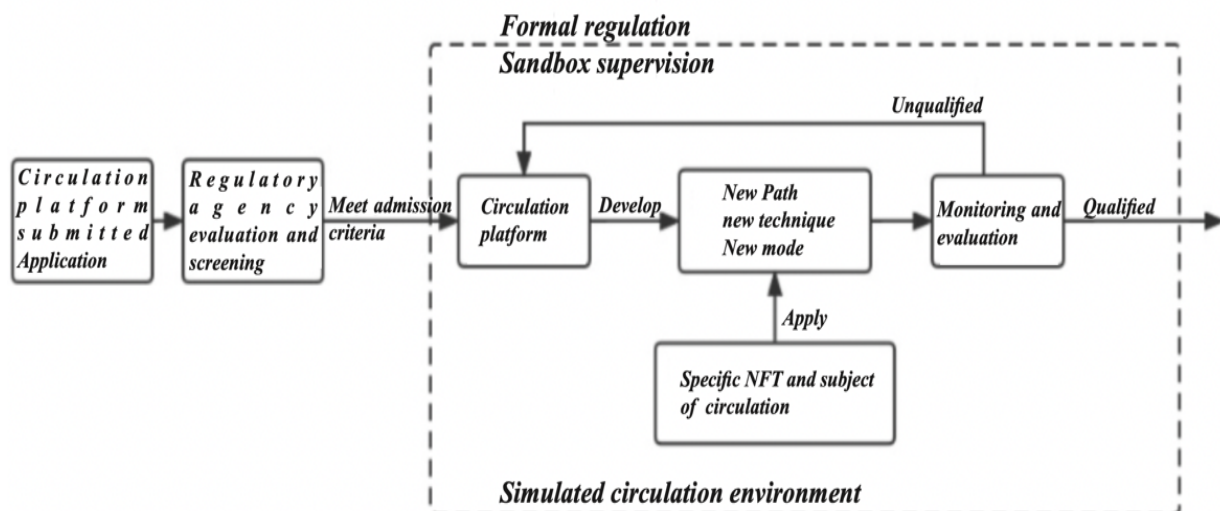 Formal regulation
Sandbox supervision
Unqualified
Circulation
platform
submitted
Application
Regulatory
agency
evaluation and
screening
Meet admission
criteria
Circulation
platform
Develop
New Path
new technique
New mode
Monitoring and
evaluation
Qualified
Apply
Specific NFT and subject
of circulation
Simulated circulation environment